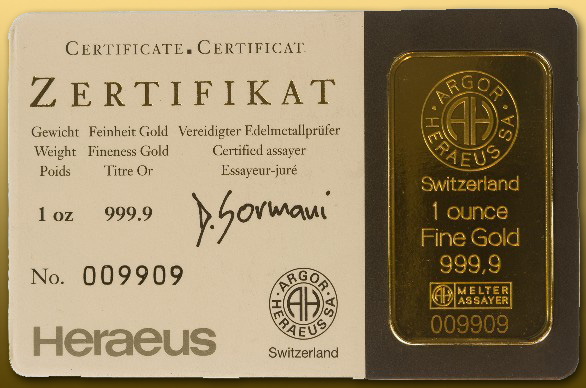 CERTIFICATE.CERTIFICAT
ZERTIFIKAT
Gewicht Feinheit Gold Vereidigter Edelmetallprüfer
Weight Fineness Gold Certified assayer
Poids Titre Or Essayeur-juré
1 oz 999.9 D. Sormani
No. 009909
Heraeus
ARGOR HERAEUS SA
AH
Switzerland
ARGOR HERAEUS SA
AH
Switzerland
1 ounce
Fine Gold
999,9
AH MELTER
ASSAYER
009909